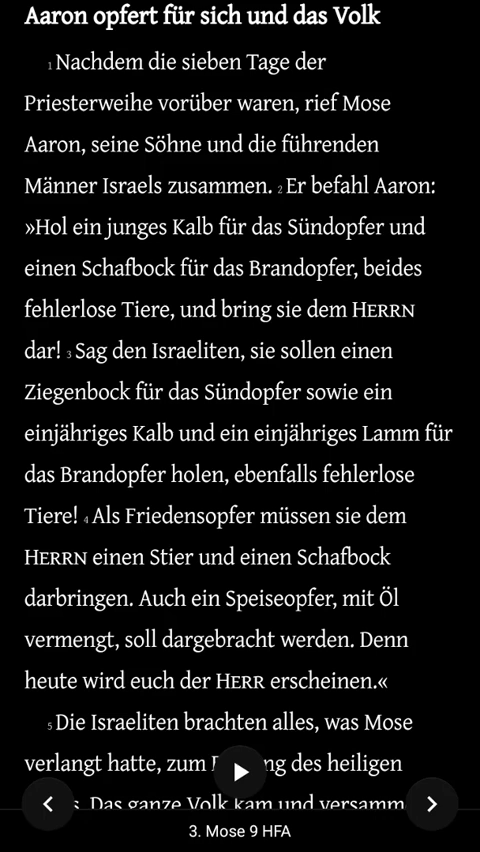 Aaron opfert für sich und das Volk
1 Nachdem die sieben Tage der
Priesterweihe vorüber waren, rief Mose
Aaron, seine Söhne und die führenden
Männer Israels zusammen. 2 Er befahl Aaron:
»Hol ein junges Kalb für das Sündopfer und
einen Schafbock für das Brandopfer, beides
fehlerlose Tiere, und bring sie dem HERRN
dar! 3 Sag den Israeliten, sie sollen einen
Ziegenbock für das Sündopfer sowie ein
einjähriges Kalb und ein einjähriges Lamm für
das Brandopfer holen, ebenfalls fehlerlose
Tiere! 4 Als Friedensopfer müssen sie dem
HERRN einen Stier und einen Schafbock
darbringen. Auch ein Speiseopfer, mit Öl
vermengt, soll dargebracht werden. Denn
heute wird euch der HERR erscheinen.«
5 Die Israeliten brachten alles, was Mose
verlangt hatte, zum des heiligen
Das ganze Volk kam und
3. Mose 9 HFA